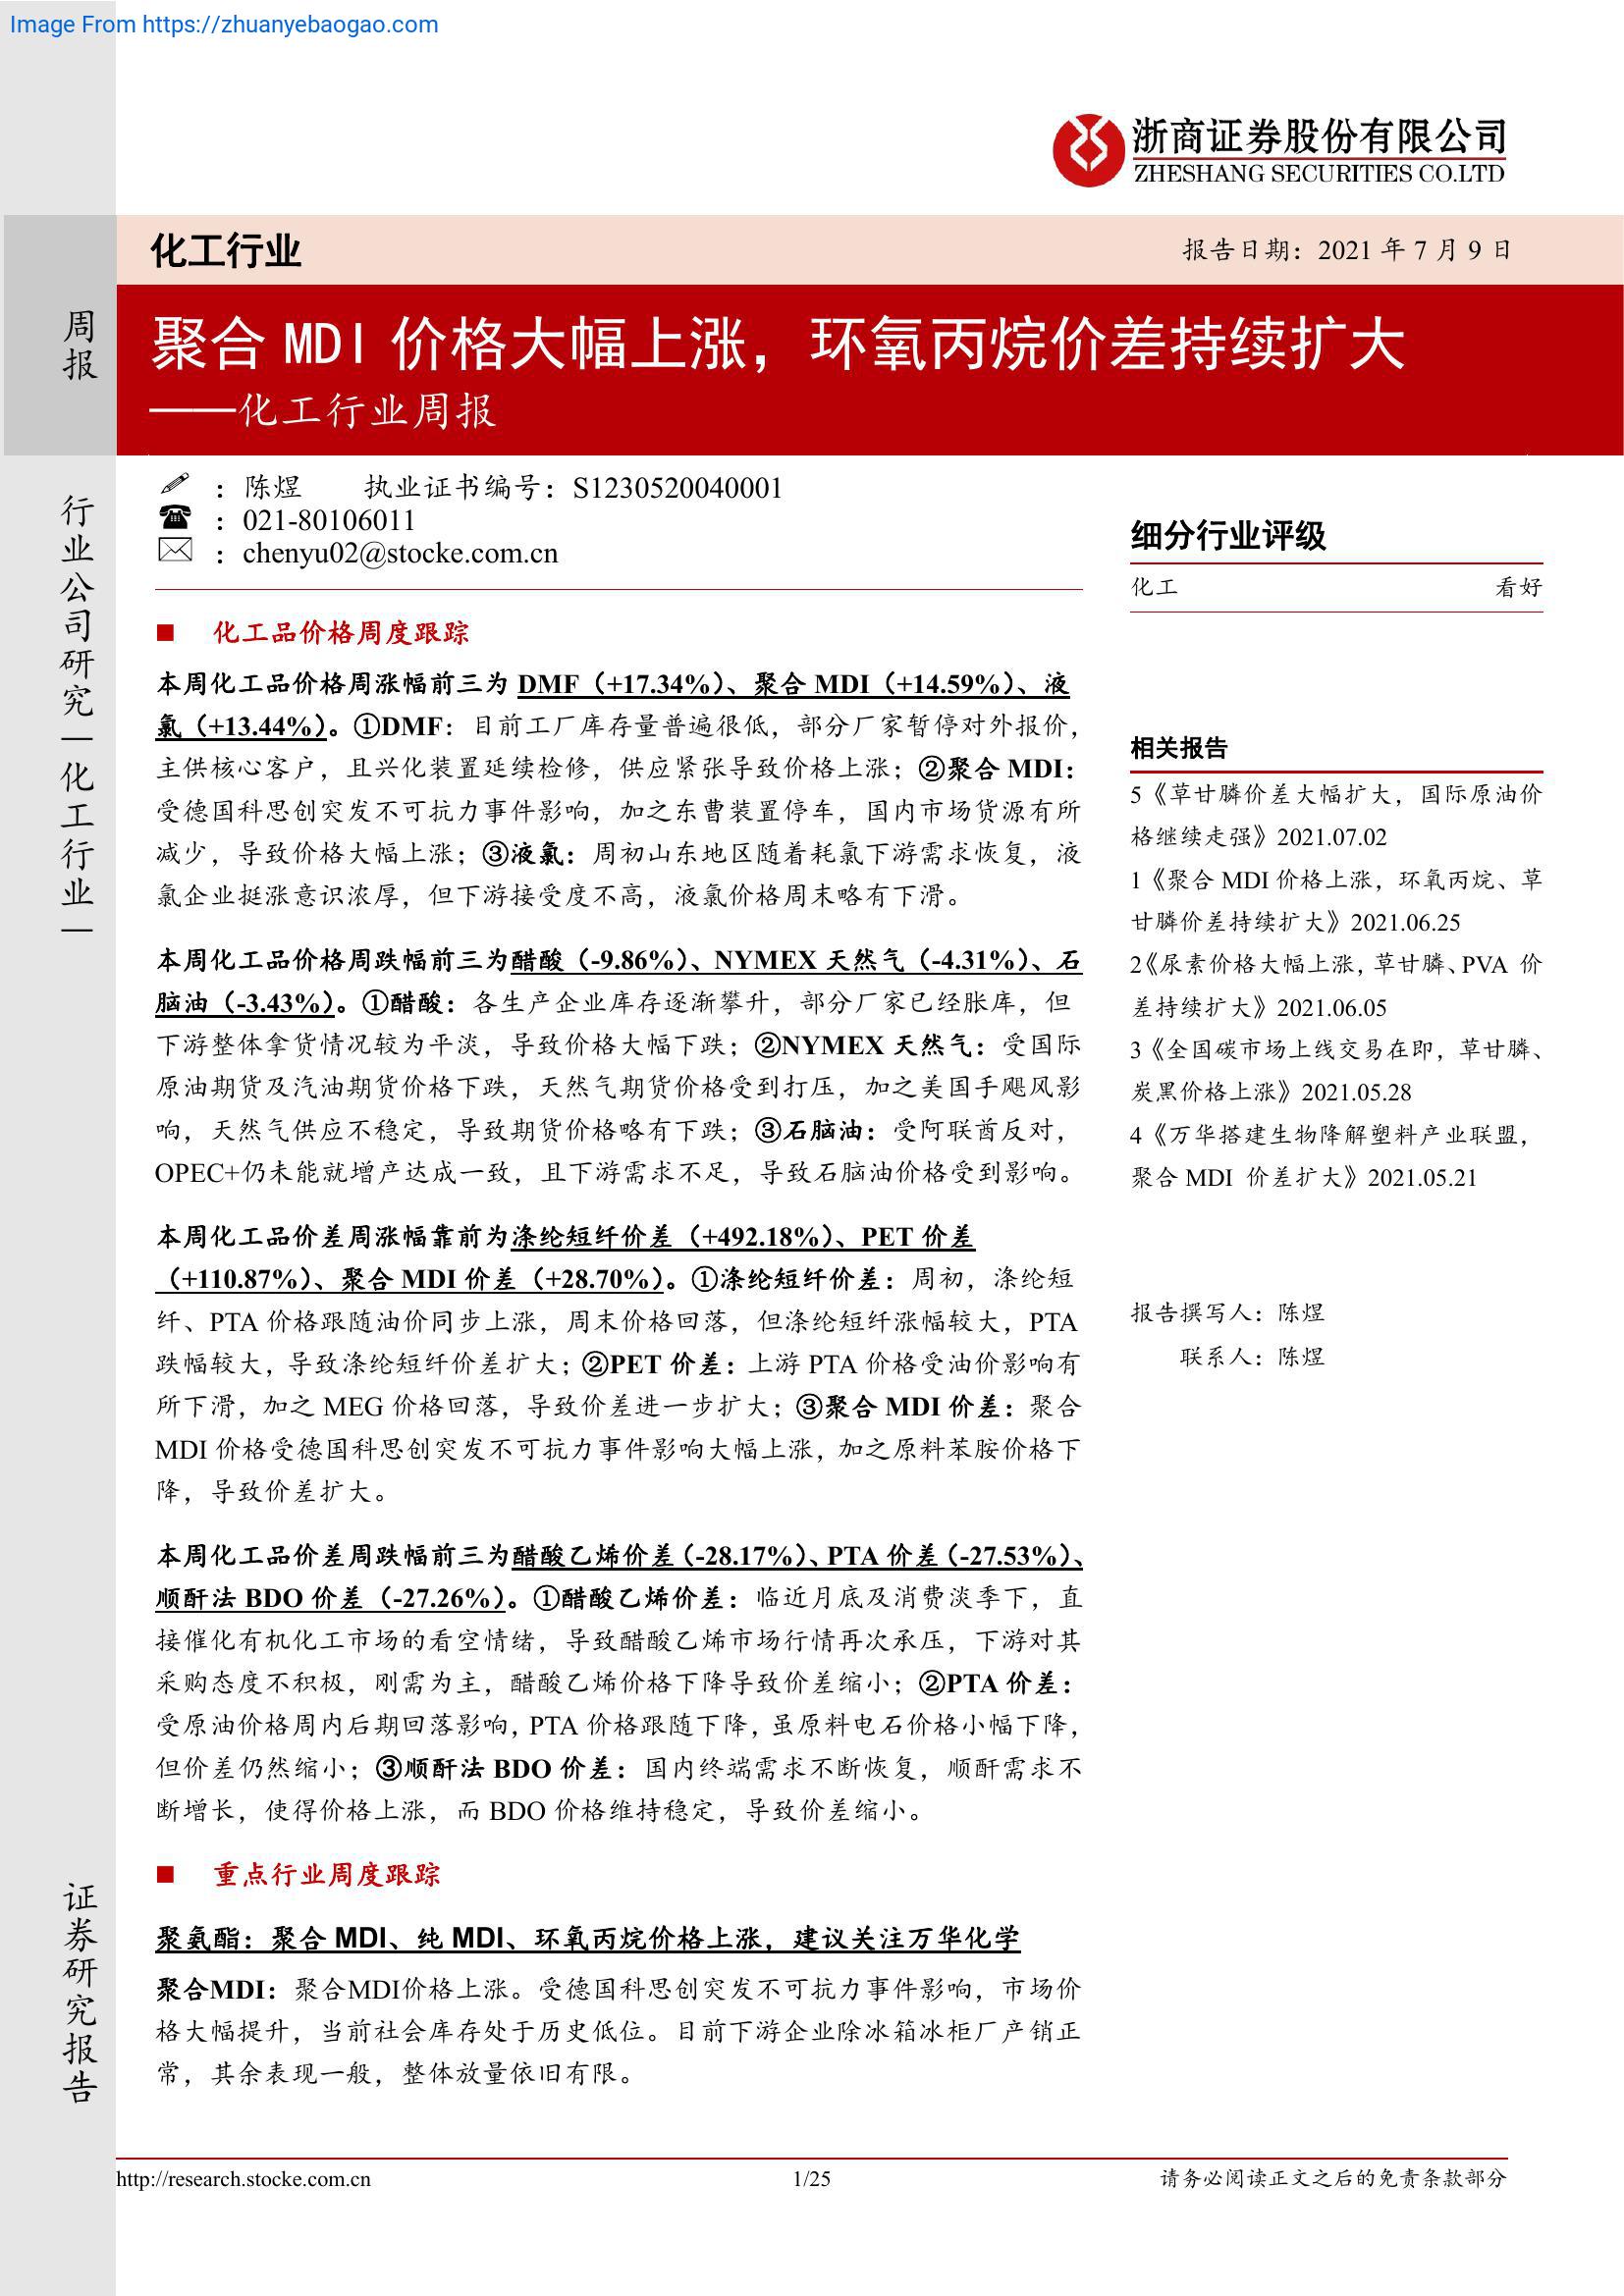 Image From https://zhuanyebaogao.com
浙商证券股份有限公司
ZHESHANG SECURITIES CO.LTD
化工行业
报告日期：2021 年 7 月 9 日
周报
聚合 MDI 价格大幅上涨，环氧丙烷价差持续扩大
——化工行业周报
行业公司研究|化工行业|
：陈煜 执业证书编号：S1230520040001
：021-80106011
：chenyu02@stocke.com.cn
■ 化工品价格周度跟踪
本周化工品价格周涨幅前三为 DMF（+17.34%）、聚合 MDI（+14.59%）、液
氯（+13.44%）。①DMF：目前工厂库存量普遍很低，部分厂家暂停对外报价，
主供核心客户，且兴化装置延续检修，供应紧张导致价格上涨；②聚合 MDI：
受德国科思创突发不可抗力事件影响，加之东曹装置停车，国内市场货源有所
减少，导致价格大幅上涨；③液氯：周初山东地区随着耗氯下游需求恢复，液
氯企业挺涨意识浓厚，但下游接受度不高，液氯价格周末略有下滑。
本周化工品价格周跌幅前三为醋酸（-9.86%）、NYMEX 天然气（-4.31%）、石
脑油（-3.43%）。①醋酸：各生产企业库存逐渐攀升，部分厂家已经胀库，但
下游整体拿货情况较为平淡，导致价格大幅下跌；②NYMEX 天然气：受国际
原油期货及汽油期货价格下跌，天然气期货价格受到打压，加之美国手飓风影
响，天然气供应不稳定，导致期货价格略有下跌；③石脑油：受阿联酋反对，
OPEC+仍未能就增产达成一致，且下游需求不足，导致石脑油价格受到影响。
本周化工品价差周涨幅靠前为涤纶短纤价差（+492.18%）、PET 价差
（+110.87%）、聚合 MDI 价差（+28.70%）。①涤纶短纤价差：周初，涤纶短
纤、PTA 价格跟随油价同步上涨，周末价格回落，但涤纶短纤涨幅较大，PTA
跌幅较大，导致涤纶短纤价差扩大；②PET 价差：上游 PTA 价格受油价影响有
所下滑，加之 MEG 价格回落，导致价差进一步扩大；③聚合 MDI 价差：聚合
MDI 价格受德国科思创突发不可抗力事件影响大幅上涨，加之原料苯胺价格下
降，导致价差扩大。
本周化工品价差周跌幅前三为醋酸乙烯价差（-28.17%）、PTA 价差（-27.53%）、
顺酐法 BDO 价差（-27.26%）。①醋酸乙烯价差：临近月底及消费淡季下，直
接催化有机化工市场的看空情绪，导致醋酸乙烯市场行情再次承压，下游对其
采购态度不积极，刚需为主，醋酸乙烯价格下降导致价差缩小；②PTA 价差：
受原油价格周内后期回落影响，PTA 价格跟随下降，虽原料电石价格小幅下降，
但价差仍然缩小；③顺酐法 BDO 价差：国内终端需求不断恢复，顺酐需求不
断增长，使得价格上涨，而 BDO 价格维持稳定，导致价差缩小。
■ 重点行业周度跟踪
聚氨酯：聚合 MDI、纯 MDI、环氧丙烷价格上涨，建议关注万华化学
聚合MDI：聚合MDI价格上涨。受德国科思创突发不可抗力事件影响，市场价
格大幅提升，当前社会库存处于历史低位。目前下游企业除冰箱冰柜厂产销正
常，其余表现一般，整体放量依旧有限。
细分行业评级
化工 看好
相关报告
5《草甘膦价差大幅扩大，国际原油价
格继续走强》2021.07.02
1《聚合 MDI 价格上涨，环氧丙烷、草
甘膦价差持续扩大》2021.06.25
2《尿素价格大幅上涨，草甘膦、PVA 价
差持续扩大》2021.06.05
3《全国碳市场上线交易在即，草甘膦、
炭黑价格上涨》2021.05.28
4《万华搭建生物降解塑料产业联盟，
聚合 MDI 价差扩大》2021.05.21
报告撰写人：陈煜
联系人：陈煜
证券研究报告
http://research.stocke.com.cn
1/25
请务必阅读正文之后的免责条款部分